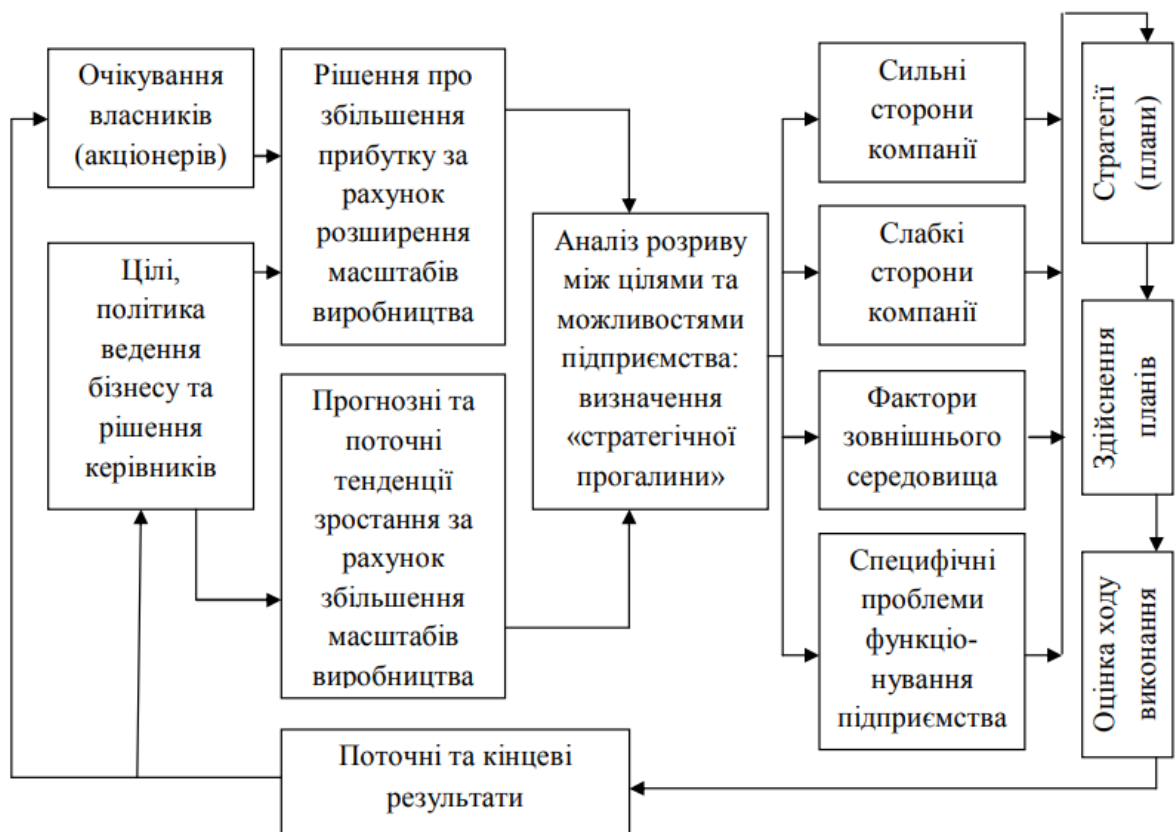 Очікування
власників
(акціонерів)
Цілі,
політика
ведення
бізнесу та
рішення
керівників
Рішення про
збільшення
прибутку за
рахунок
розширення
масштабів
виробництва
Прогнозні та
поточні
тенденції
зростання за
рахунок
збільшення
масштабів
виробництва
Аналіз розриву
між цілями та
можливостями
підприємства:
визначення
«стратегічної
прогалини»
Сильні
сторони
компанії
Слабкі
сторони
компанії
Фактори
зовнішнього
середовища
Специфічні
проблеми
функціо-
нування
підприємства
Стратегії
(плани)
Здійснення
планів
Оцінка ходу
виконання
Поточні та кінцеві
результати